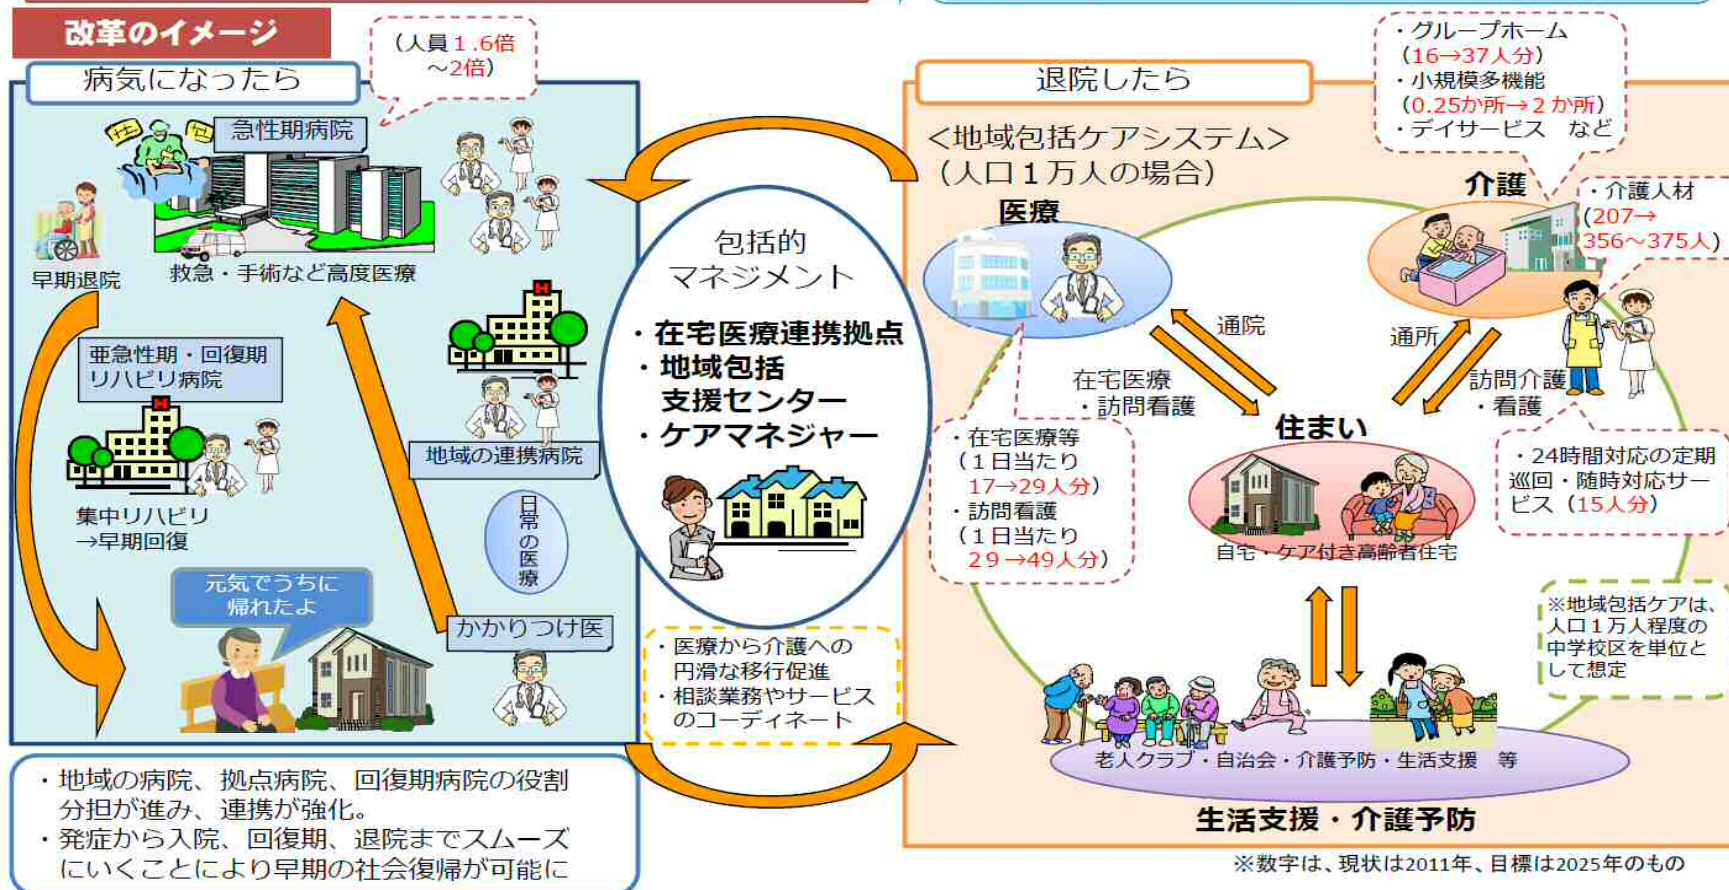 改革のイメージ
病気になったら
（人員１.6倍
～2倍）
急性期病院
早期退院
救急・手術など高度医療
亜急性期・回復期
リハビリ病院
集中リハビリ
→早期回復
地域の連携病院
日常の医療
元気でうちに
帰れたよ
かかりつけ医
・地域の病院、拠点病院、回復期病院の役割
分担が進み、連携が強化。
・発症から入院、回復期、退院までスムーズ
にいくことにより早期の社会復帰が可能に
包括的
マネジメント
・在宅医療連携拠点
・地域包括
支援センター
・ケアマネジャー
・医療から介護への
円滑な移行促進
・相談業務やサービス
のコーディネート
退院したら
＜地域包括ケアシステム＞
（人口１万人の場合）
・グループホーム
（16→37人分）
・小規模多機能
（0.25か所→２か所）
・デイサービス　など
医療
介護
・介護人材
(207→
356～375人)
通院
在宅医療
・訪問看護
通所
訪問介護
・看護
・在宅医療等
（１日当たり
17→29人分）
・訪問看護
（１日当たり
２９→49人分）
住まい
自宅・ケア付き高齢者住宅
・24時間対応の定期
巡回・随時対応サー
ビス（15人分）
※地域包括ケアは、
人口１万人程度の
中学校区を単位と
して想定
老人クラブ・自治会・介護予防・生活支援　等
生活支援・介護予防
※数字は、現状は2011年、目標は2025年のもの
H
H